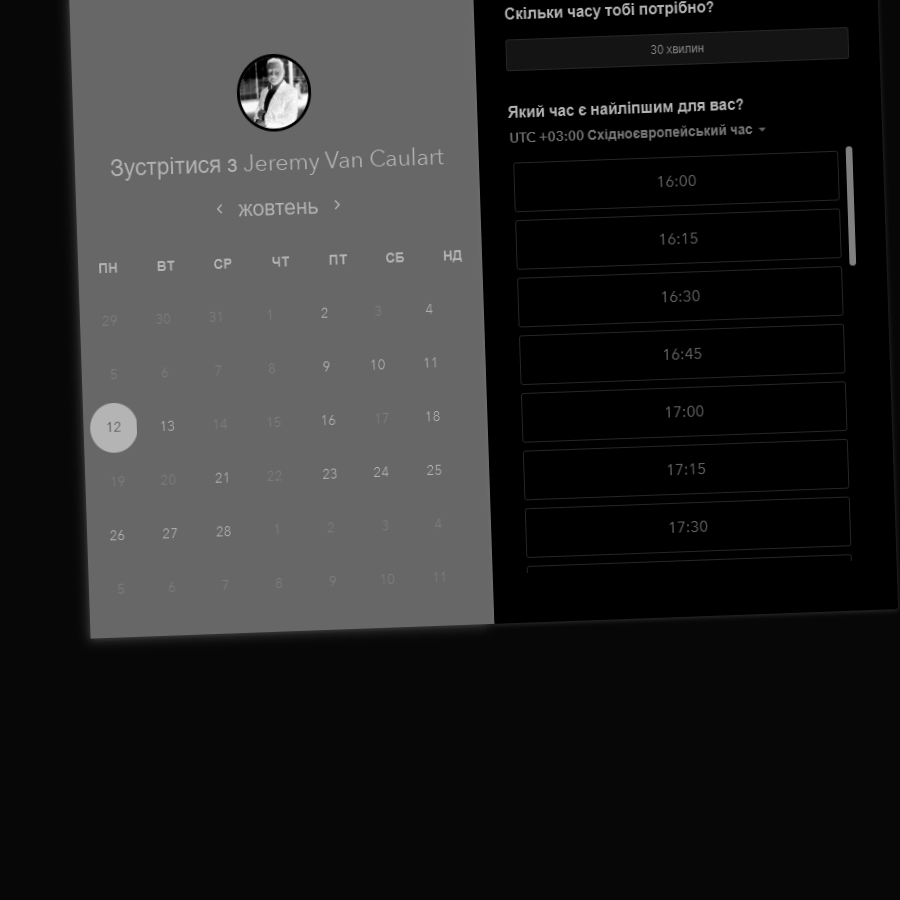 Зустрітися з Jeremy Van Caulart
жовтень
ПН ВТ СР ЧТ ПТ СБ НД
29 30 31 1 2 3 4
5 6 7 8 9 10 11
12 13 14 15 16 17 18
19 20 21 22 23 24 25
26 27 28 1 2 3 4
5 6 7 8 9 10 11
Скільки часу тобі потрібно?
30 хвилин
Який час є найліпшим для вас?
UTC +03:00 Східноєвропейський час
16:00
16:15
16:30
16:45
17:00
17:15
17:30